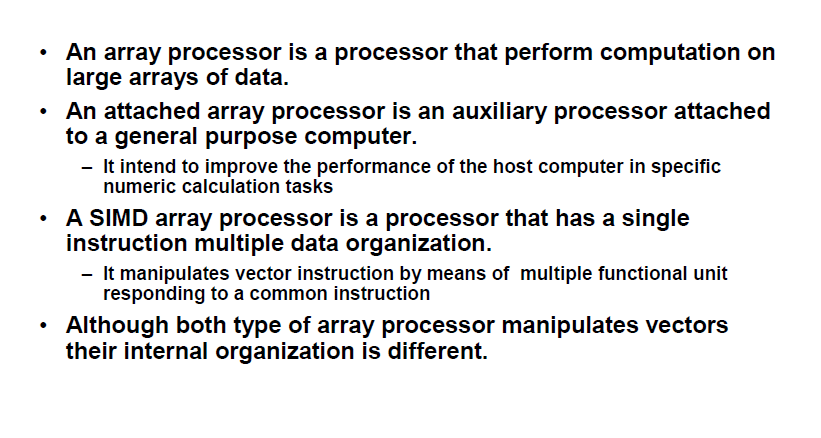 • An array processor is a processor that perform computation on
large arrays of data.
• An attached array processor is an auxiliary processor attached
to a general purpose computer.
– It intend to improve the performance of the host computer in specific
numeric calculation tasks
• A SIMD array processor is a processor that has a single
instruction multiple data organization.
– It manipulates vector instruction by means of  multiple functional unit
responding to a common instruction
• Although both type of array processor manipulates vectors
their internal organization is different.